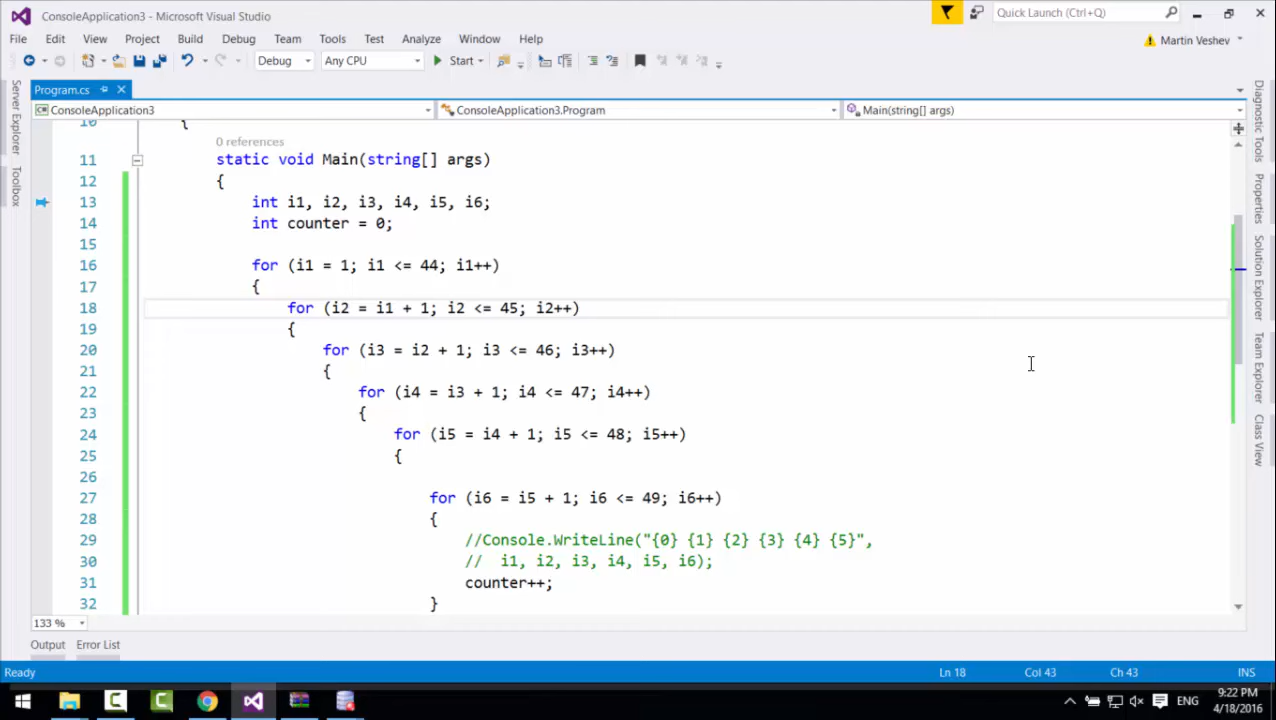 ConsoleApplication3 - Microsoft Visual Studio
Quick Launch (Ctrl+Q)
File Edit View Project Build Debug Team Tools Test Analyze Window Help
Martin Veshev
Debug Any CPU Start
Program.cs
ConsoleApplication3 ConsoleApplication3.Program Main(string[] args)
Server Explorer
Toolbox
10 {
0 references
11 static void Main(string[] args)
12 {
13 int i1, i2, i3, i4, i5, i6;
14 int counter = 0;
15
16 for (i1 = 1; i1 <= 44; i1++)
17 {
18 for (i2 = i1 + 1; i2 <= 45; i2++)
19 {
20 for (i3 = i2 + 1; i3 <= 46; i3++)
21 {
22 for (i4 = i3 + 1; i4 <= 47; i4++)
23 {
24 for (i5 = i4 + 1; i5 <= 48; i5++)
25 {
26
27 for (i6 = i5 + 1; i6 <= 49; i6++)
28 {
29 //Console.WriteLine("{0} {1} {2} {3} {4} {5}",
30 //  i1, i2, i3, i4, i5, i6);
31 counter++;
32 }
Diagnostic Tools
Properties
Solution Explorer
Team Explorer
Class View
133 %
Output Error List
Ready Ln 18 Col 43 Ch 43 INS
ENG
9:22 PM
4/18/2016